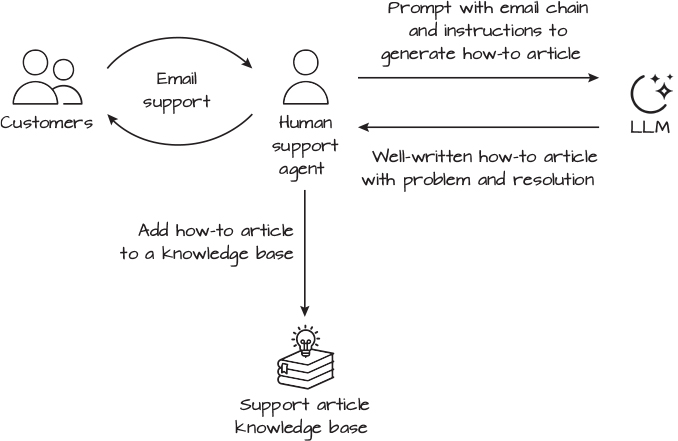 Prompt with email chain
and instructions to
generate how-to article
Email
support
Customers
Human
support
agent
LLM
Well-written how-to article
with problem and resolution
Add how-to article
to a knowledge base
Support article
knowledge base